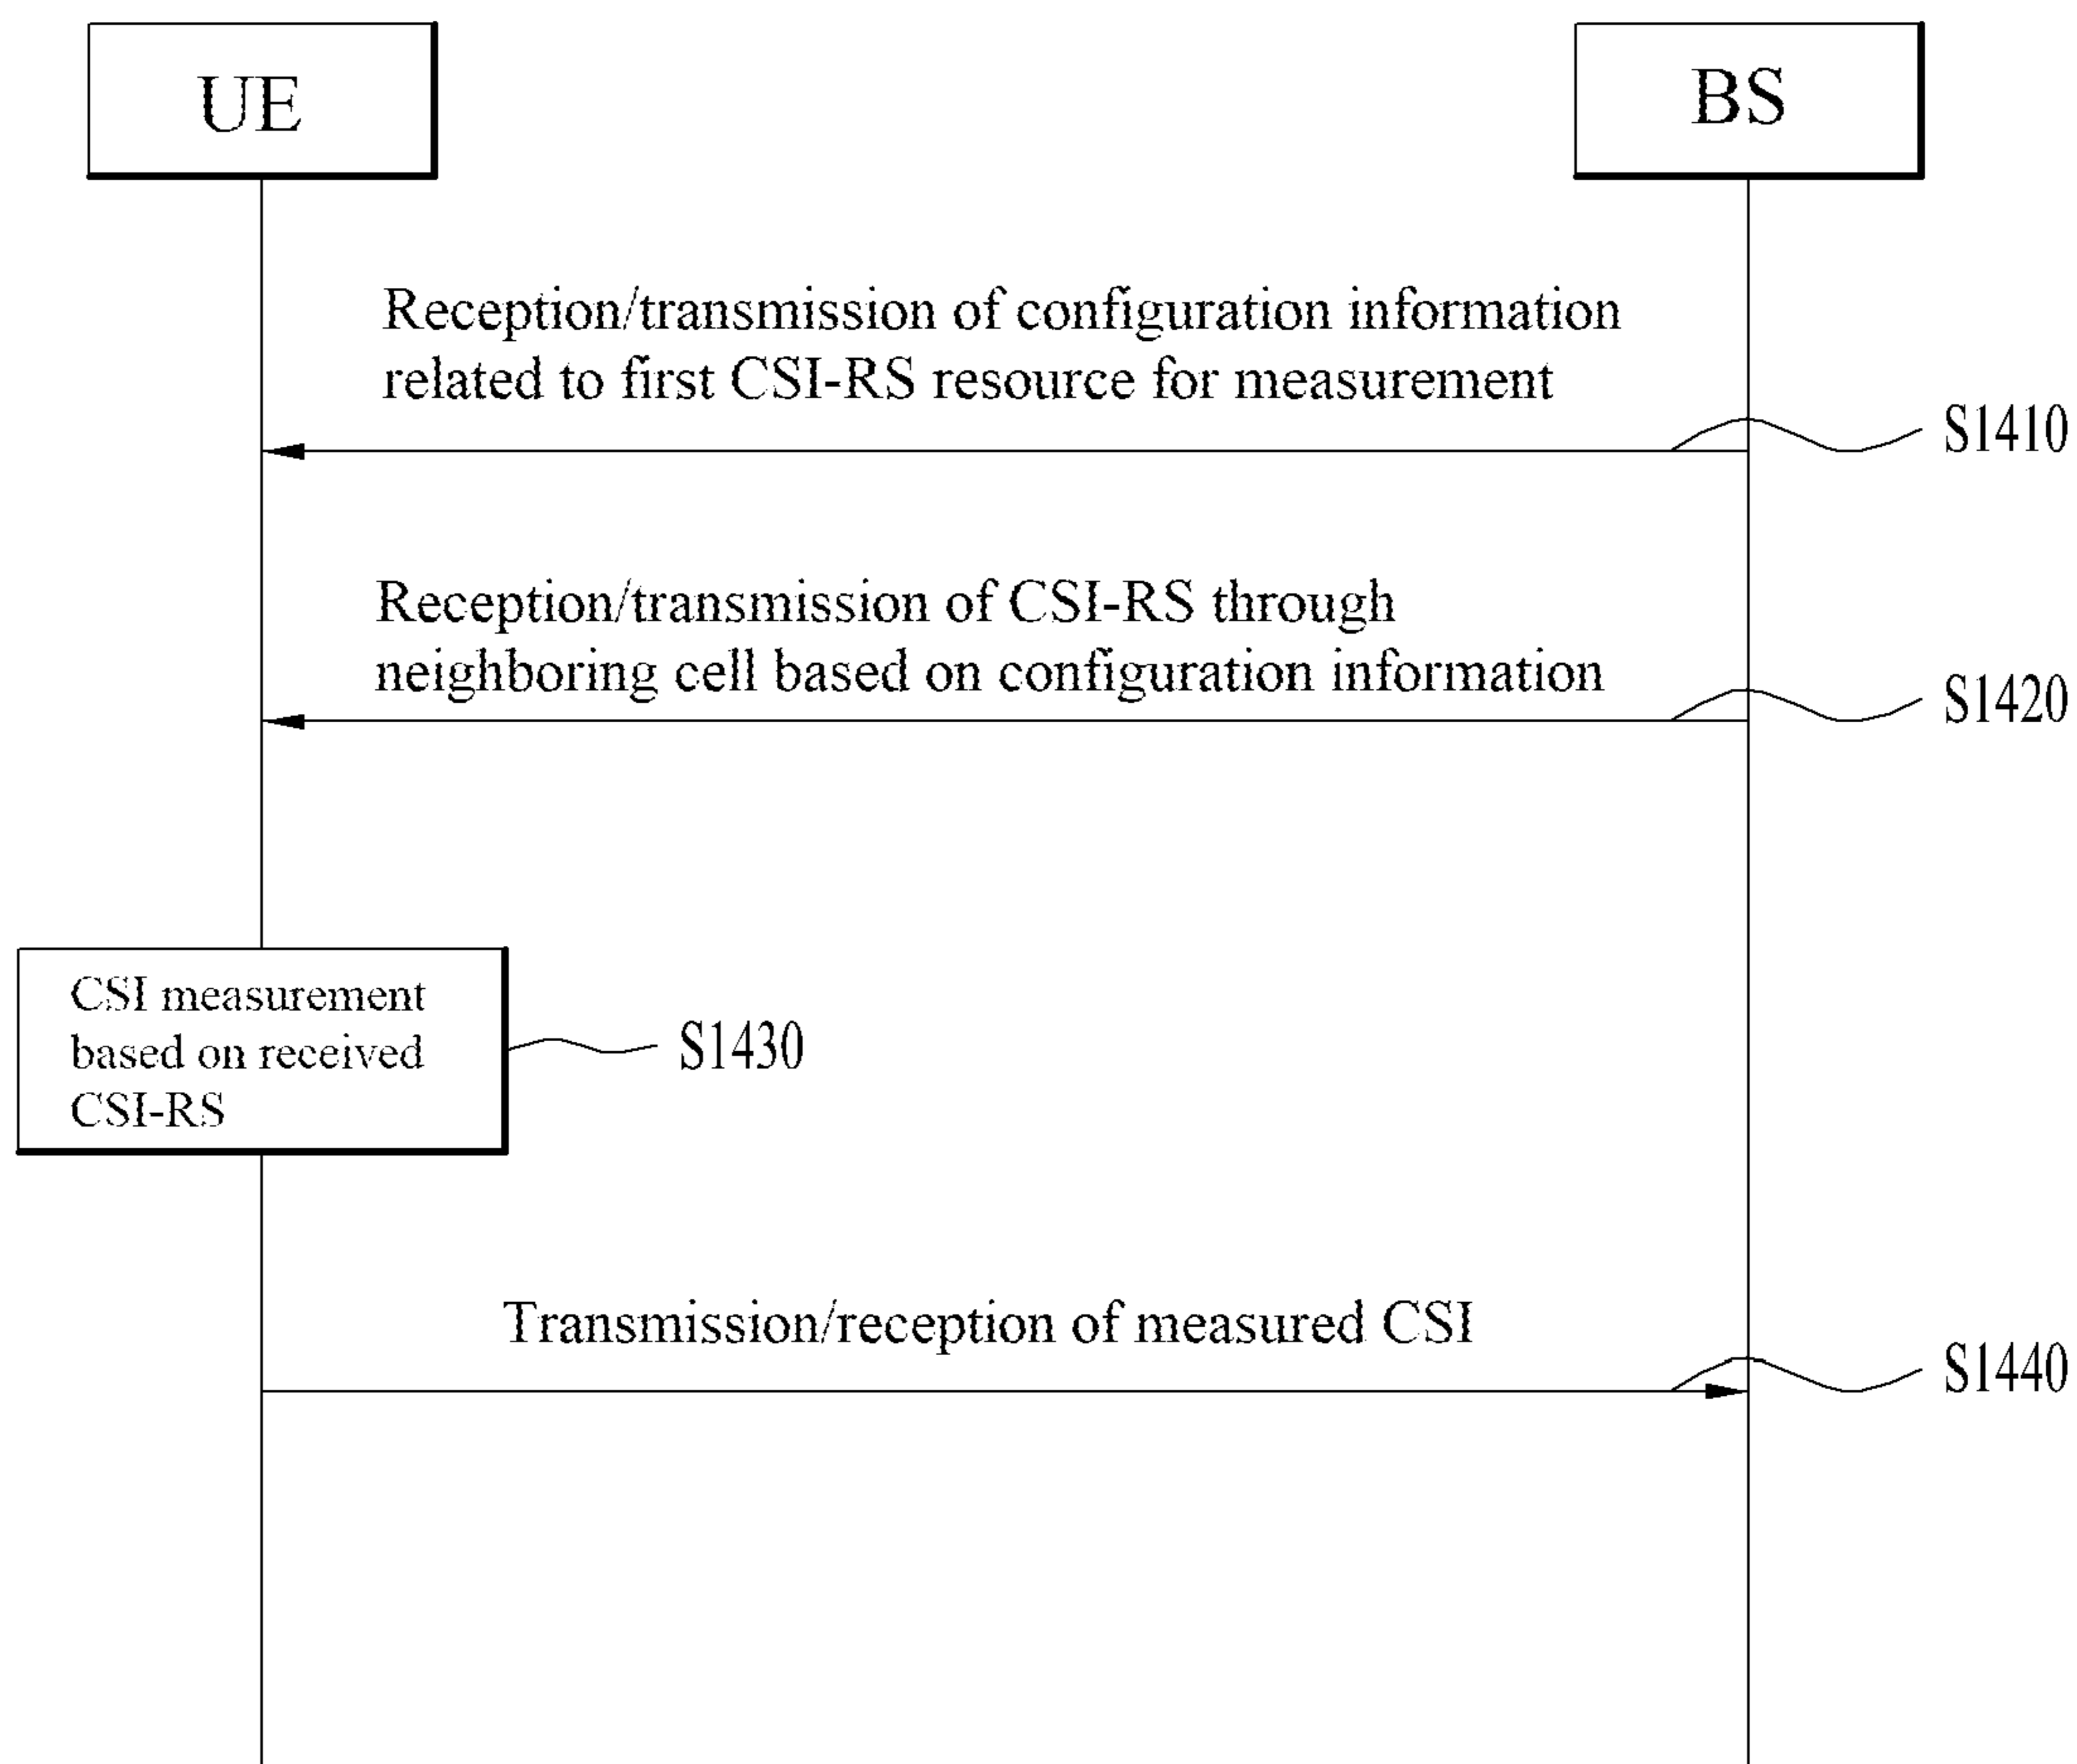 UE
BS
Reception/transmission of configuration information
related to first CSI-RS resource for measurement
S1410
Reception/transmission of CSI-RS through
neighboring cell based on configuration information
S1420
CSI measurement
based on received
CSI-RS
S1430
Transmission/reception of measured CSI
S1440